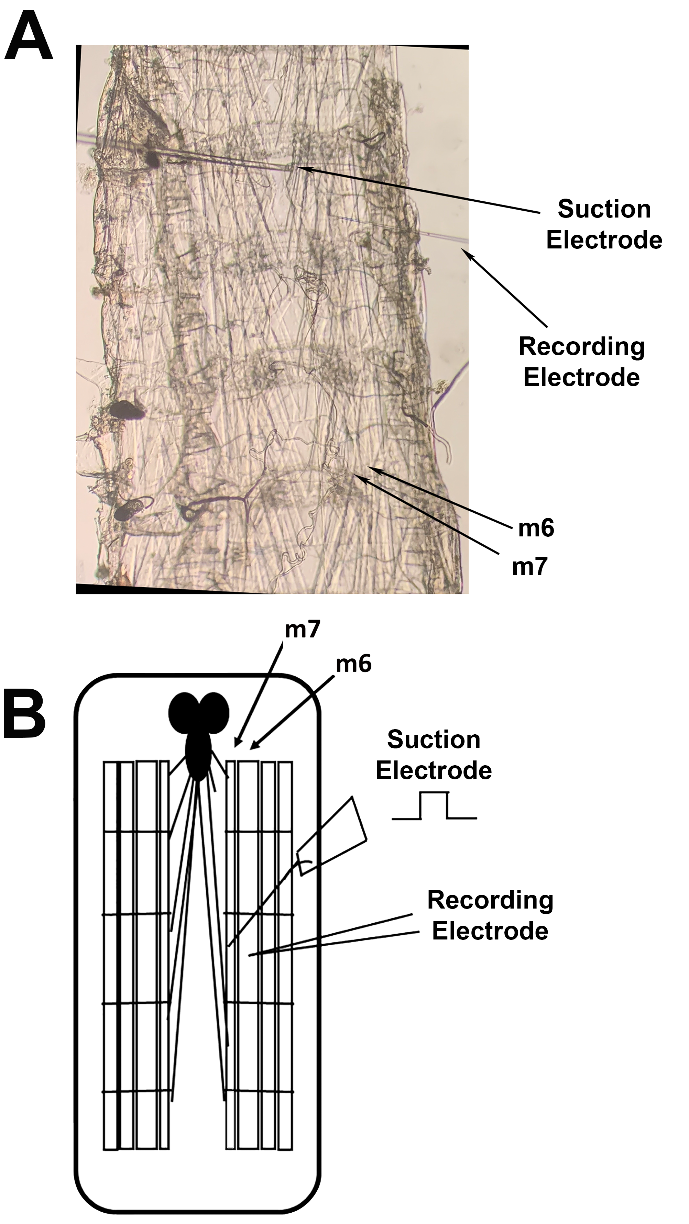 A
Suction
Electrode
Recording
Electrode
m6
m7
B
m7
m6
Suction
Electrode
Recording
Electrode